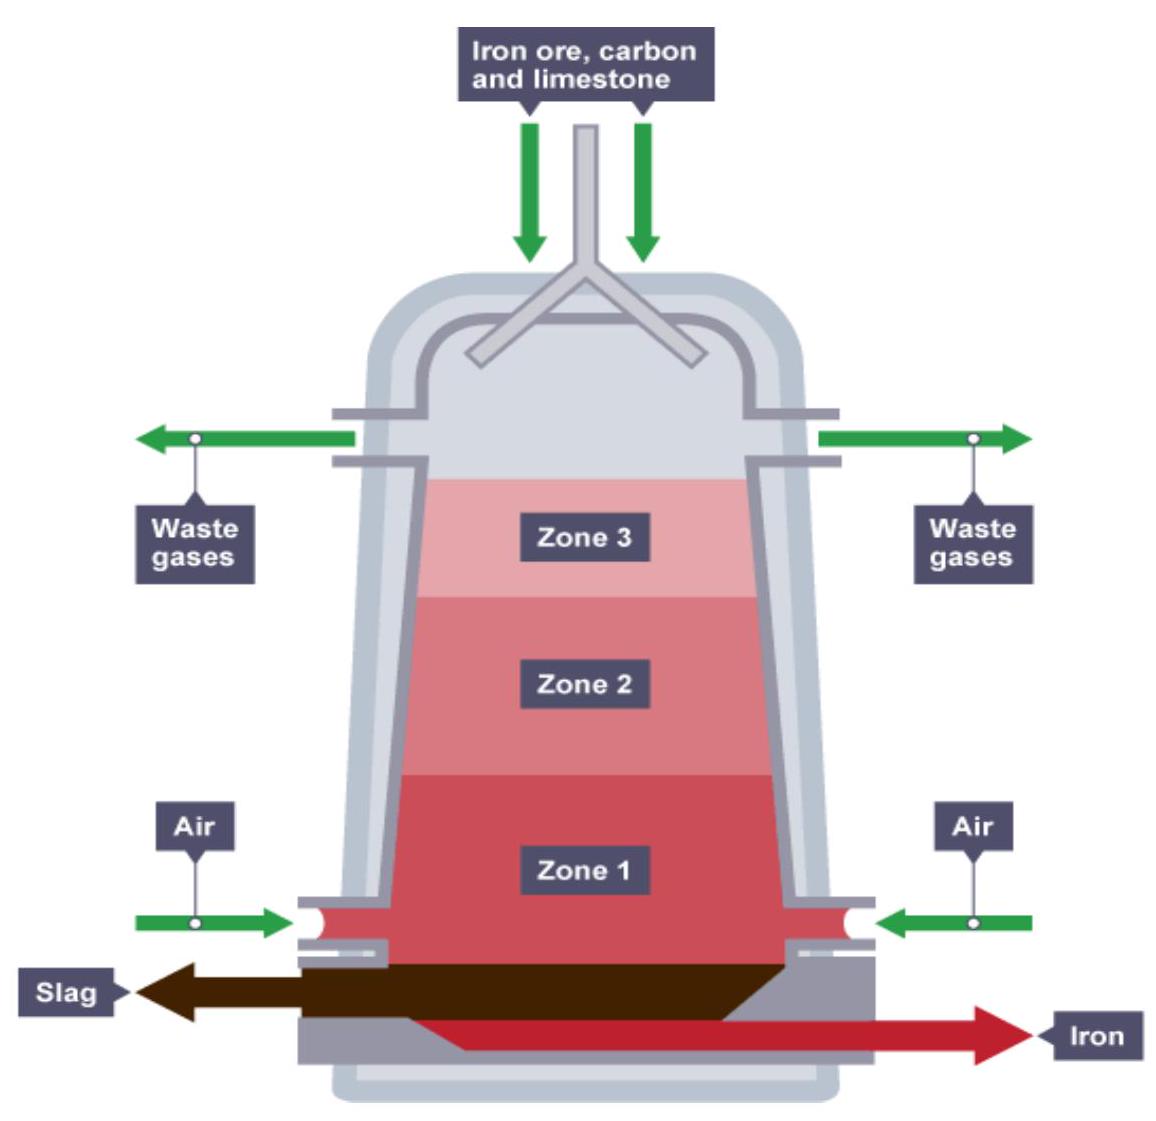 Iron ore, carbon
and limestone
Waste
gases
Waste
gases
Zone 3
Zone 2
Air
Air
Zone 1
Slag
Iron